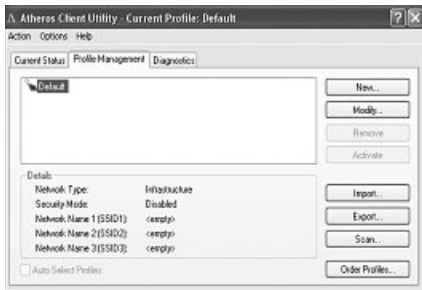 Atheros Client Utility - Current Profile: Default
Action Options Help
Current Status Profile Management Diagnostics
Default
New...
Modify...
Remove
Activate
Details
Network Type: Infrastructure
Security Mode: Disabled
Network Name 1 (SSID1): <empty>
Network Name 2 (SSID2): <empty>
Network Name 3 (SSID3): <empty>
Import...
Export...
Scan...
Auto Select Profiles
Order Profiles...